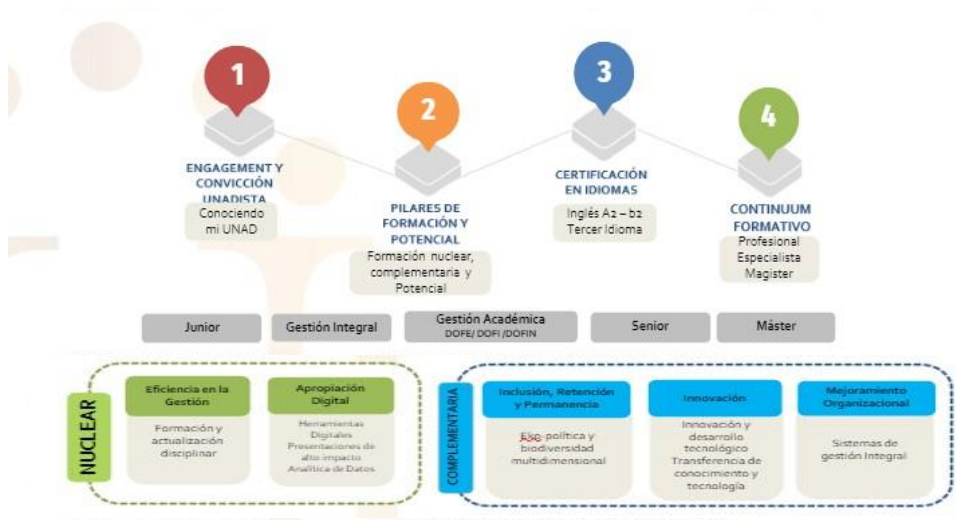 1
ENGAGEMENT Y
CONVICCIÓN
UNADISTA
Conociendo
mi UNAD
2
PILARES DE
FORMACIÓN Y
POTENCIAL
Formación nuclear,
complementaria y
Potencial
3
CERTIFICACIÓN
EN IDIOMAS
Inglés A2 – b2
Tercer Idioma
4
CONTINUUM
FORMATIVO
Profesional
Especialista
Magister
Junior
Gestión Integral
Gestión Académica
DOFE/ DOFI /DOFIN
Senior
Máster
NUCLEAR
Eficiencia en la
Gestión
Formación y
actualización
disciplinar
Apropiación
Digital
Herramientas
Digitales
Presentaciones de
alto impacto
Analítica de Datos
COMPLEMENTARIA
Inclusión, Retención
y Permanencia
política y
biodiversidad
multidimensional
Innovación
Innovación y
desarrollo
tecnológico
Transferencia de
conocimiento y
tecnología
Mejoramiento
Organizacional
Sistemas de
gestión Integral